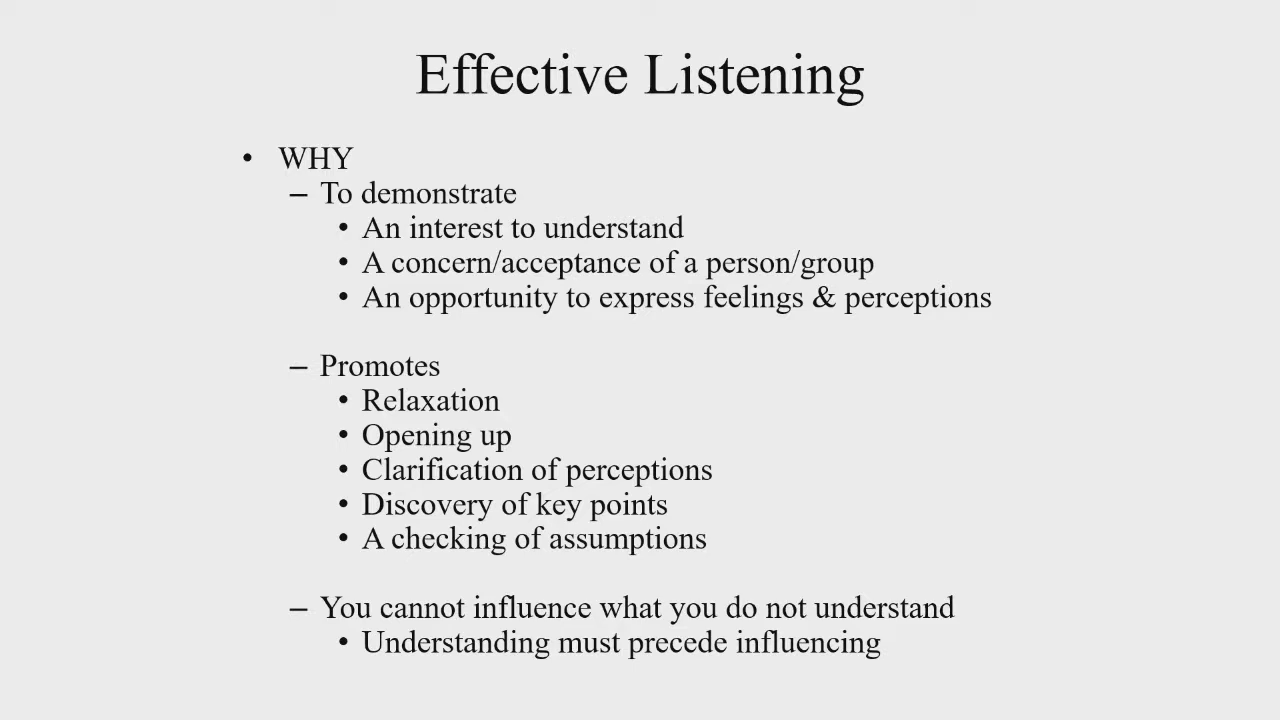 Effective Listening
• WHY
– To demonstrate
• An interest to understand
• A concern/acceptance of a person/group
• An opportunity to express feelings & perceptions
– Promotes
• Relaxation
• Opening up
• Clarification of perceptions
• Discovery of key points
• A checking of assumptions
– You cannot influence what you do not understand
• Understanding must precede influencing